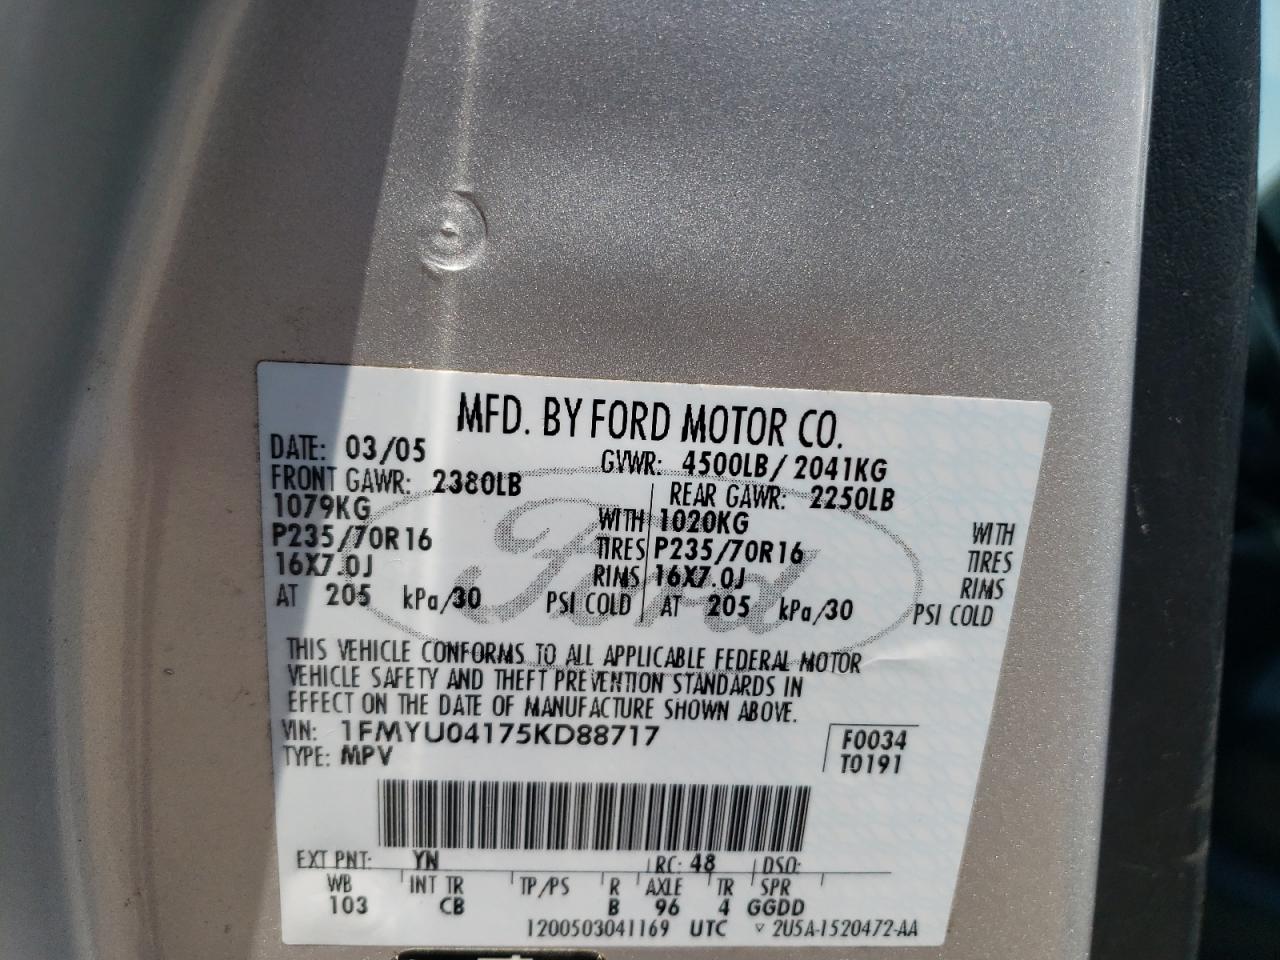 MFD. BY FORD MOTOR CO.
DATE: 03/05 GVWR: 4500LB/2041KG
FRONT GAWR: 2380LB REAR GAWR: 2250LB
1079KG WITH 1020KG WITH
P235/70R16 TIRES P235/70R16 TIRES
16X7.0J RIMS 16X7.0J RIMS
AT 205 kPa/30 PSI COLD AT 205 kPa/30 PSI COLD
Ford
THIS VEHICLE CONFORMS TO ALL APPLICABLE FEDERAL MOTOR
VEHICLE SAFETY AND THEFT PREVENTION STANDARDS IN
EFFECT ON THE DATE OF MANUFACTURE SHOWN ABOVE.
VIN: 1FMYU04175KD88717 F0034
TYPE: MPV T0191
EXT PNT: YN RC: 48 DSO:
WB INT TR TP/PS R AXLE TR SPR
103 CB B 96 4 GGDD
1200503041169 UTC ▽ 2U5A-1520472-AA